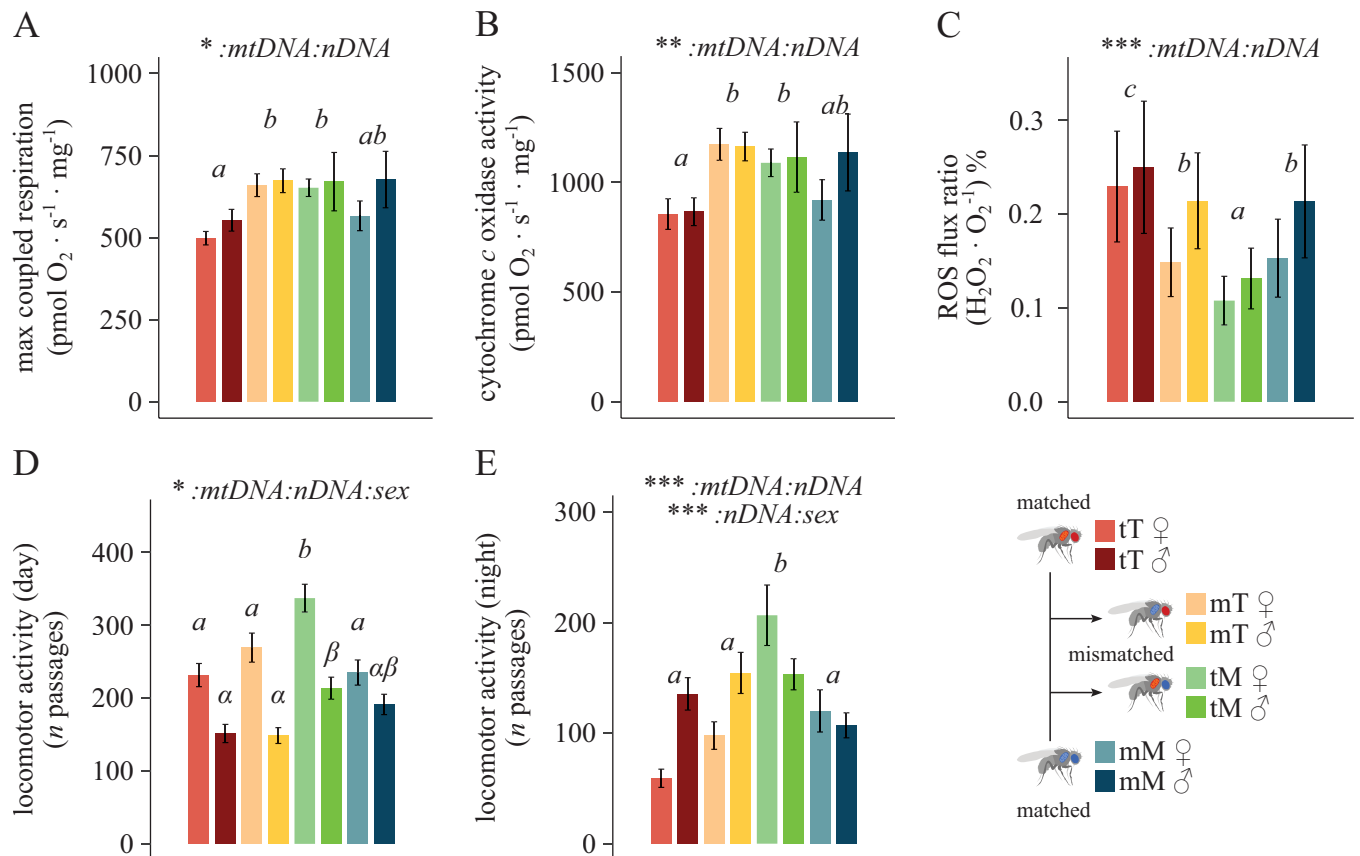 A
* :mtDNA:nDNA
max coupled respiration
(pmol O₂ · s⁻¹ · mg⁻¹)
1000
750
500
250
0
a
b
b
ab
B
** :mtDNA:nDNA
cytochrome c oxidase activity
(pmol O₂ · s⁻¹ · mg⁻¹)
1500
1000
500
0
a
b
b
ab
C
*** :mtDNA:nDNA
ROS flux ratio
(H₂O₂ · O₂⁻¹) %
0.3
0.2
0.1
0.0
c
b
a
b
D
* :mtDNA:nDNA:sex
locomotor activity (day)
(n passages)
400
300
200
100
0
a
α
a
α
b
β
a
αβ
E
*** :mtDNA:nDNA
*** :nDNA:sex
locomotor activity (night)
(n passages)
300
200
100
0
a
a
b
a
matched
tT ♀
tT ♂
mT ♀
mT ♂
mismatched
tM ♀
tM ♂
mM ♀
mM ♂
matched